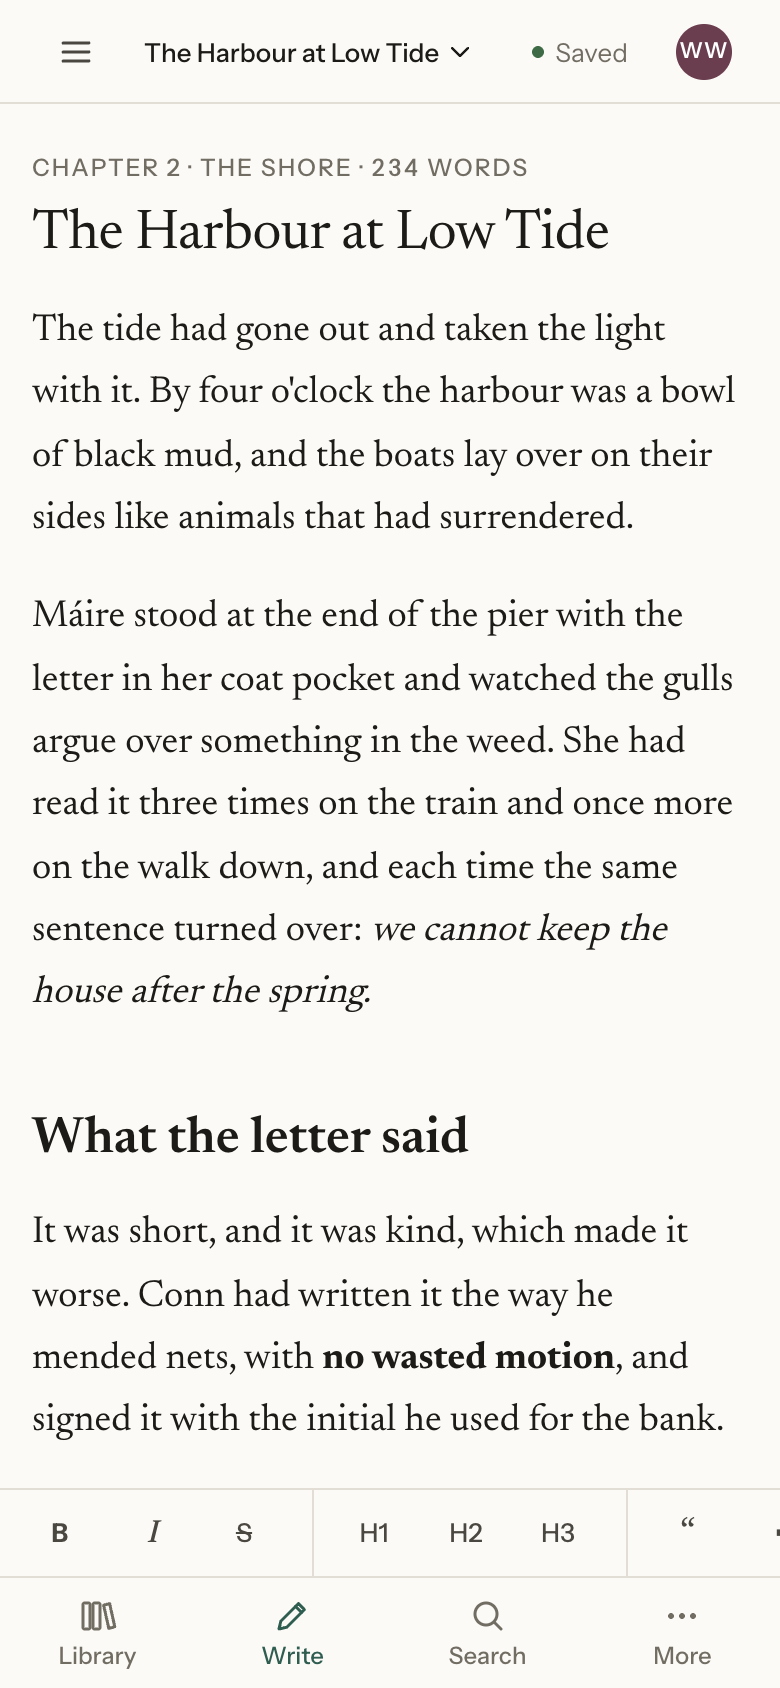 The Harbour at Low Tide
Saved
WW
CHAPTER 2 · THE SHORE · 234 WORDS
The Harbour at Low Tide
The tide had gone out and taken the light
with it. By four o'clock the harbour was a bowl
of black mud, and the boats lay over on their
sides like animals that had surrendered.
Máire stood at the end of the pier with the
letter in her coat pocket and watched the gulls
argue over something in the weed. She had
read it three times on the train and once more
on the walk down, and each time the same
sentence turned over: we cannot keep the
house after the spring.
What the letter said
It was short, and it was kind, which made it
worse. Conn had written it the way he
mended nets, with no wasted motion, and
signed it with the initial he used for the bank.
B I S H1 H2 H3 “
Library Write Search More